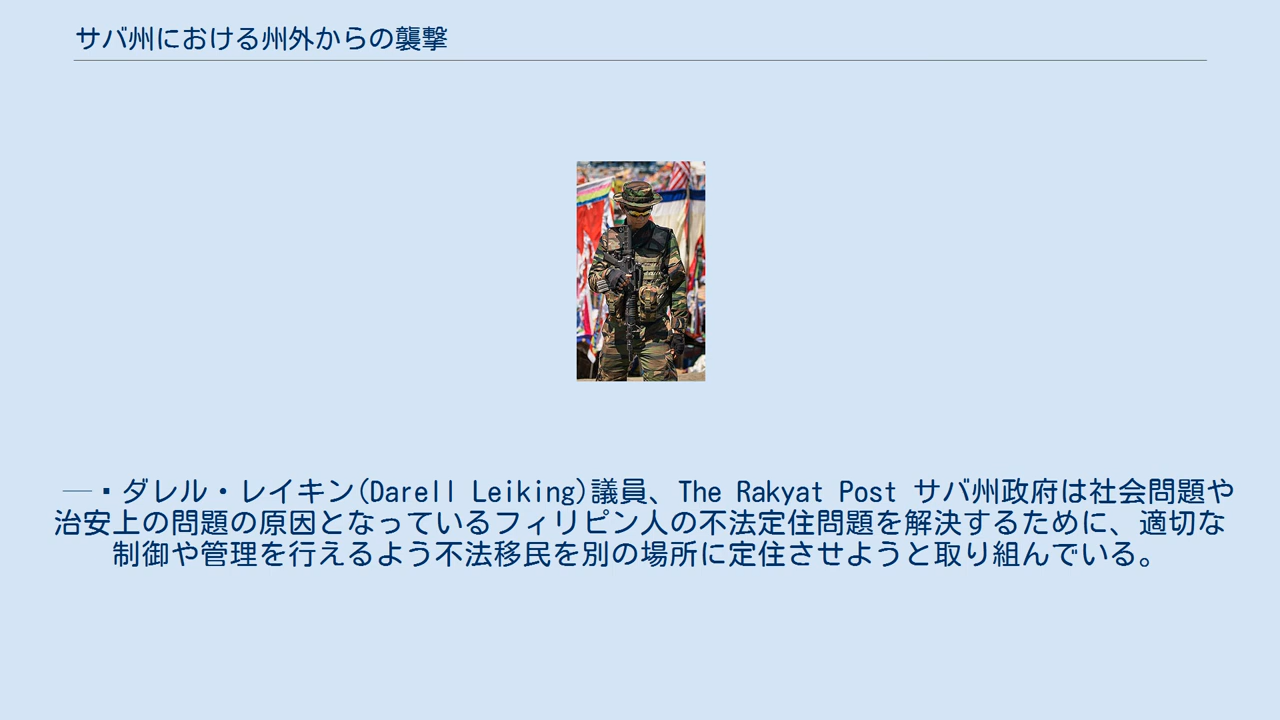 サバ州における州外からの襲撃
―▪ダレル・レイキン(Darell Leiking)議員、The Rakyat Post サバ州政府は社会問題や
治安上の問題の原因となっているフィリピン人の不法定住問題を解決するために、適切な
制御や管理を行えるよう不法移民を別の場所に定住させようと取り組んでいる。